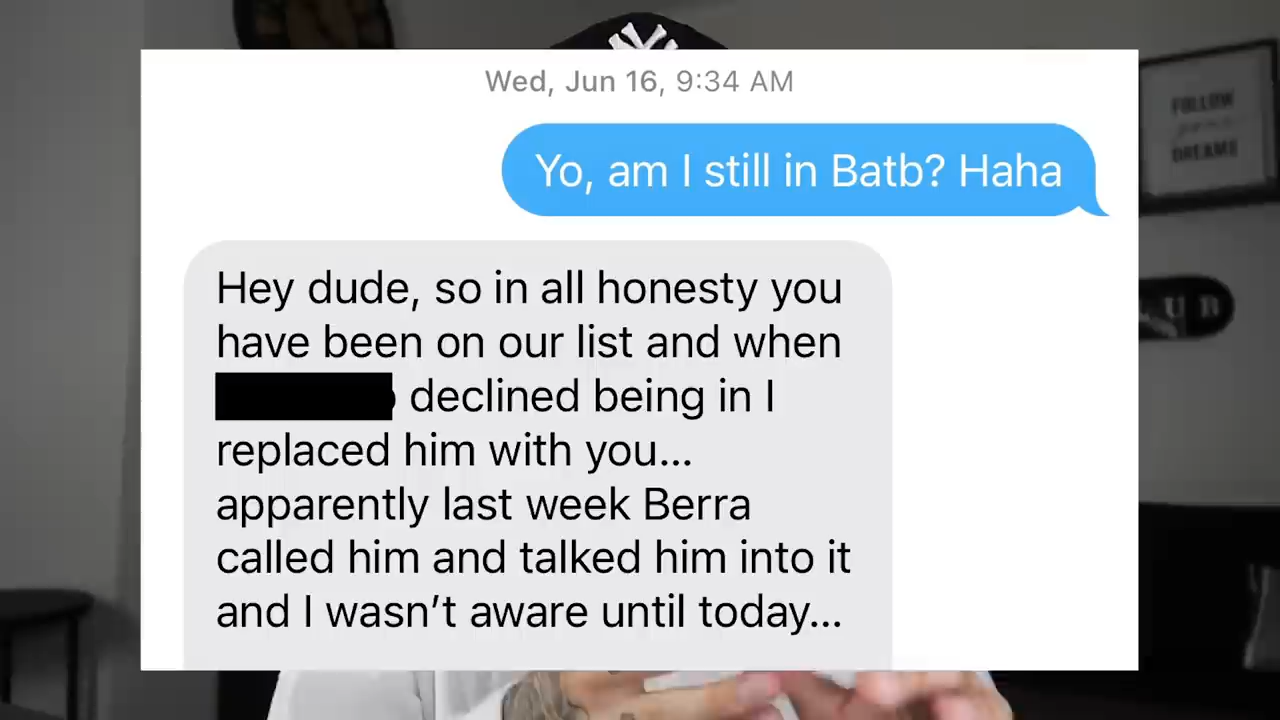 Wed, Jun 16, 9:34 AM
Yo, am I still in Batb? Haha
Hey dude, so in all honesty you
have been on our list and when
declined being in I
replaced him with you...
apparently last week Berra
called him and talked him into it
and I wasn't aware until today...
FOLLOW
DREAMS